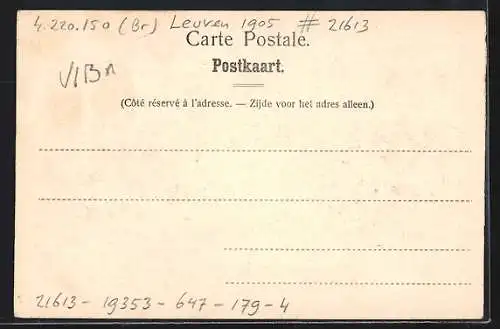 4.220.150 (Br) Leuven 1905 # 21613
Carte Postale.
Postkaart.
(Côté réservé à l'adresse. — Zijde voor het adres alleen.)
21613 - 19353 - 647 - 179 - 4